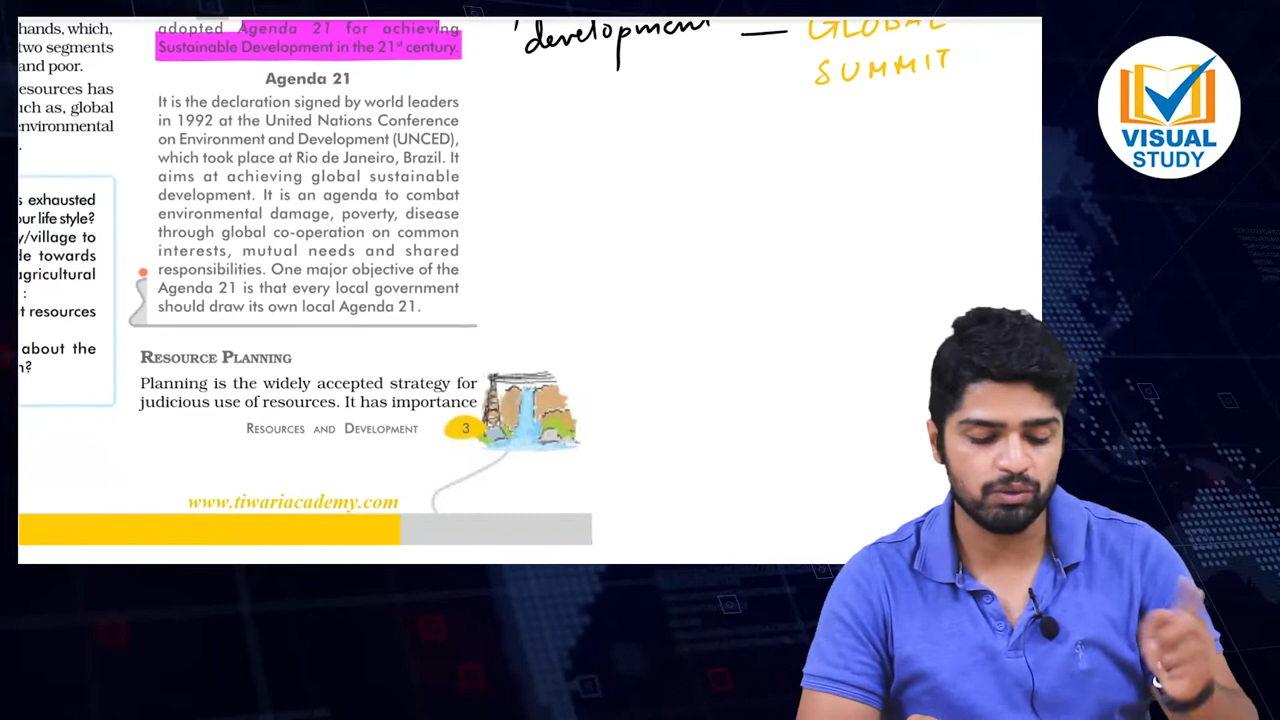 hands, which,
two segments
and poor.
esources has
uch as, global
environmental
.
s exhausted
our life style?
y/village to
de towards
agricultural
:
t resources
about the
n?
adopted Agenda 21 for achieving
Sustainable Development in the 21st century.
Agenda 21
It is the declaration signed by world leaders
in 1992 at the United Nations Conference
on Environment and Development (UNCED),
which took place at Rio de Janeiro, Brazil. It
aims at achieving global sustainable
development. It is an agenda to combat
environmental damage, poverty, disease
through global co-operation on common
interests, mutual needs and shared
responsibilities. One major objective of the
Agenda 21 is that every local government
should draw its own local Agenda 21.
RESOURCE PLANNING
Planning is the widely accepted strategy for
judicious use of resources. It has importance
RESOURCES AND DEVELOPMENT 3
www.tiwariacademy.com
development — GLOBAL
SUMMIT
VISUAL
STUDY